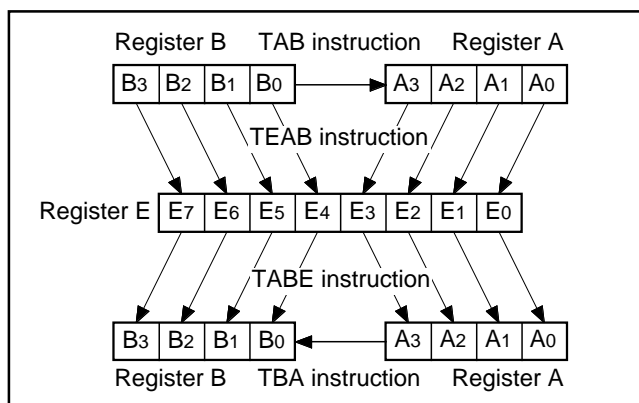 Register B TAB instruction Register A
B3 B2 B1 B0 A3 A2 A1 A0
TEAB instruction
Register E E7 E6 E5 E4 E3 E2 E1 E0
TABE instruction
B3 B2 B1 B0 A3 A2 A1 A0
Register B TBA instruction Register A